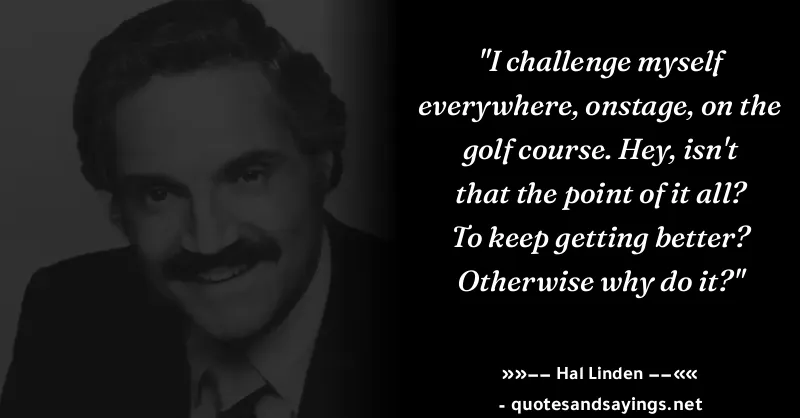 "I challenge myself
everywhere, onstage, on the
golf course. Hey, isn't
that the point of it all?
To keep getting better?
Otherwise why do it?"
»»–– Hal Linden ––««
- quotesandsayings.net